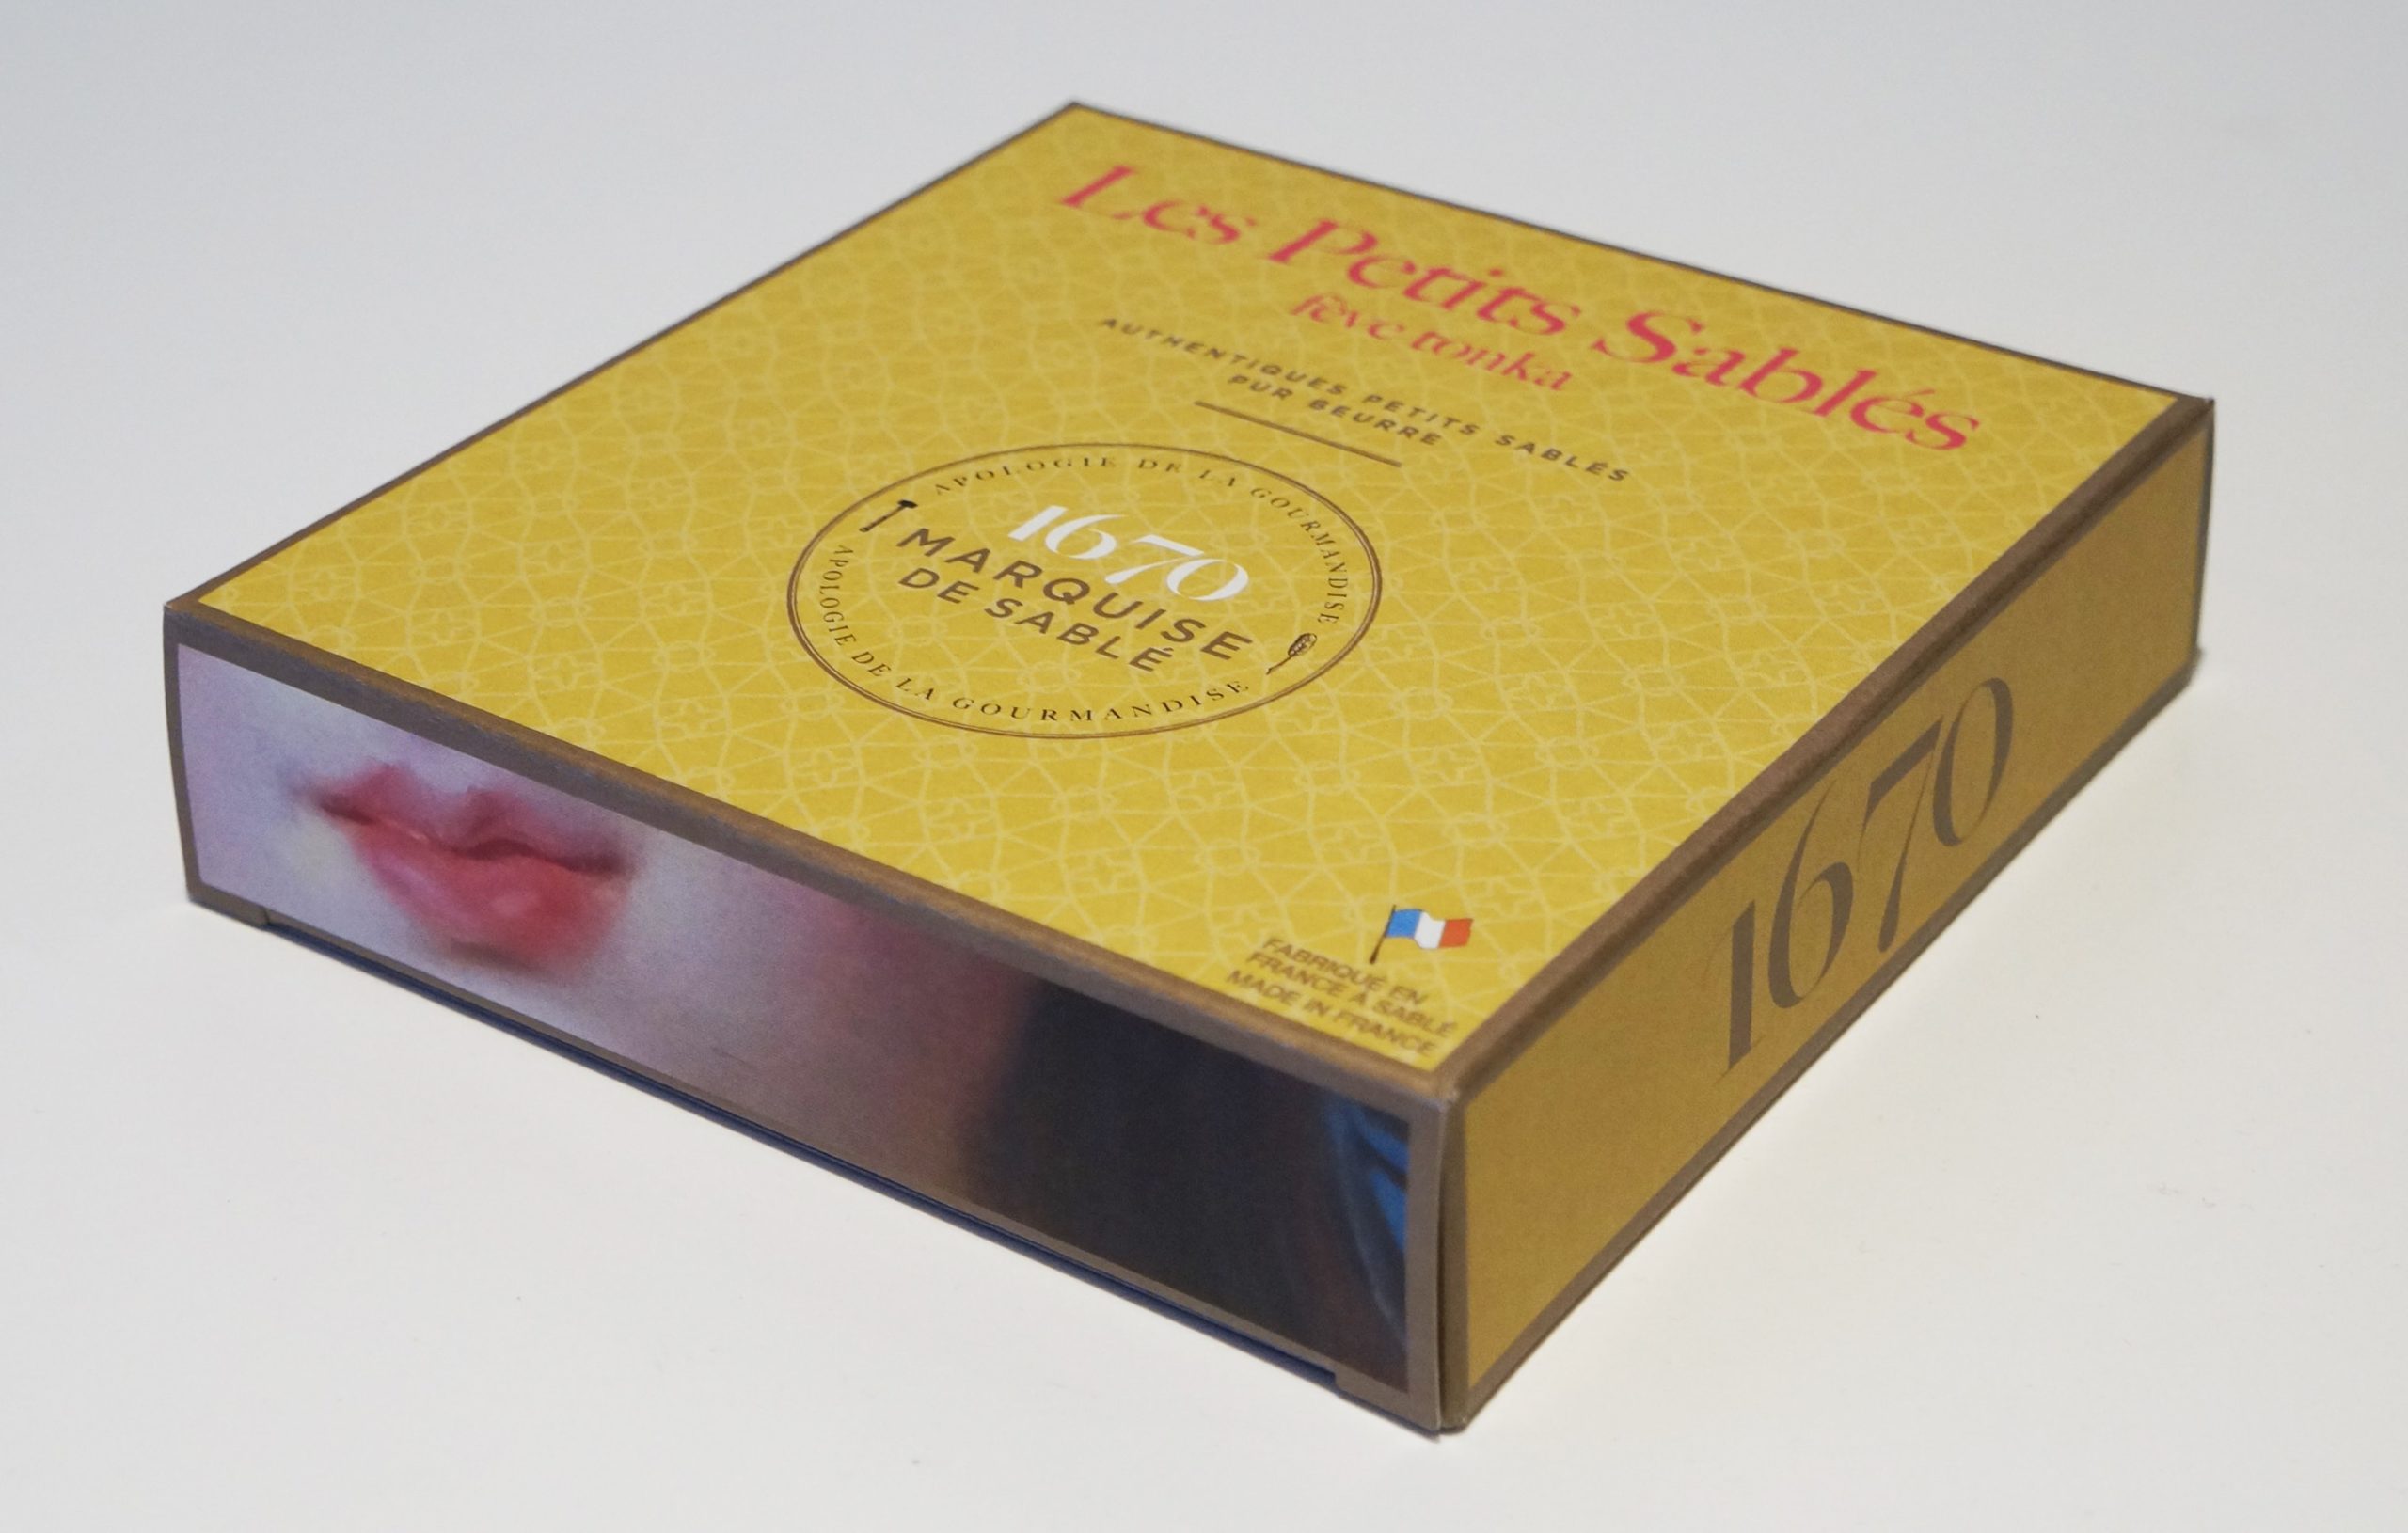 Les Petits Sablés
fève tonka
AUTHENTIQUES PETITS SABLÉS
PUR BEURRE
APOLOGIE DE LA GOURMANDISE
1670
MARQUISE
DE SABLÉ
APOLOGIE DE LA GOURMANDISE
FABRIQUÉ EN
FRANCE À SABLÉ
MADE IN FRANCE
1670